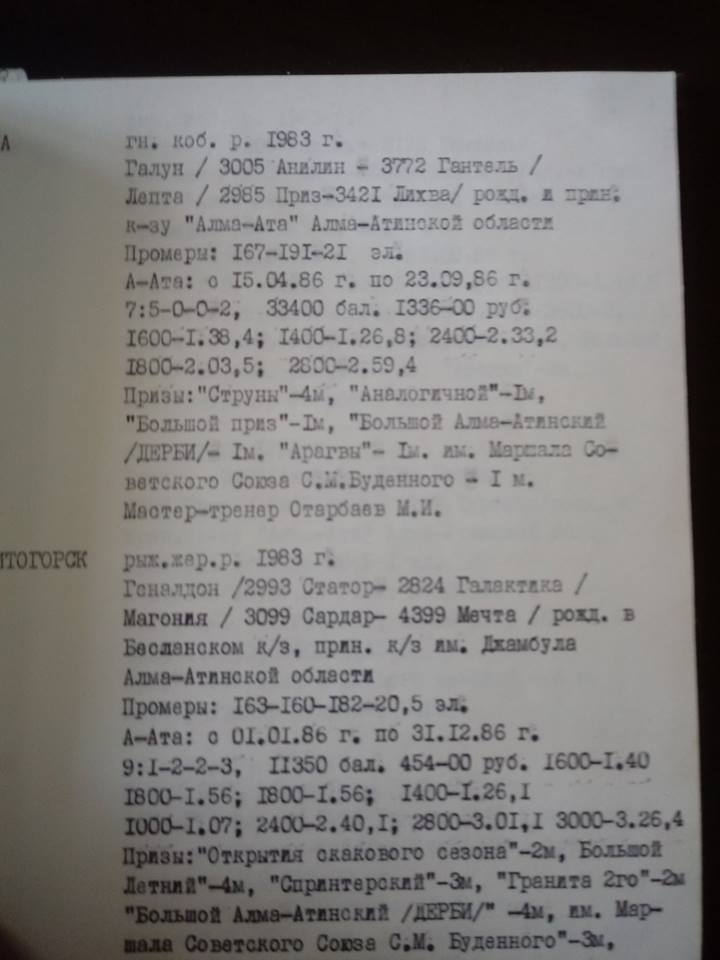 А гн. коб. р. 1983 г.
Галун / 3005 Анилин - 3772 Гантель /
Лепта / 2985 Приз-3421 Лихва/ рожд. и прин.
к-зу "Алма-Ата" Алма-Атинской области
Промеры: 167-191-21 эл.
А-Ата: с 15.04.86 г. по 23.09,86 г.
7:5-0-0-2, 33400 бал. 1336-00 руб.
1600-1.38,4; 1400-1.26,8; 2400-2.33,2
1800-2.03,5; 2800-2.59,4
Призы:"Струны"-4м, "Аналогичной"-1м,
"Большой приз"-1м, "Большой Алма-Атинский
/ДЕРБИ/- 1м. "Арагвы"- 1м. им. Маршала Со-
ветского Союза С.М.Буденного - 1 м.
Мастер-тренер Отарбаев М.И.
ИТОГОРСК рыж.жер.р. 1983 г.
Гсналдон /2993 Статор- 2824 Галактика /
Магония / 3099 Сардар- 4399 Мечта / рожд. в
Бесланском к/з, прин. к/з им. Джамбула
Алма-Атинской области
Промеры: 163-160-182-20,5 эл.
А-Ата: с 01.01.86 г. по 31.12.86 г.
9:1-2-2-3, 11350 бал. 454-00 руб. 1600-1.40
1800-1.56; 1800-1.56; 1400-1.26,1
1000-1.07; 2400-2.40,1; 2800-3.01,1 3000-3.26,4
Призы:"Открытия скакового сезона"-2м, Большой
Летний"-4м, "Спринтерский"-3м, "Гранита 2го"-2м
"Большой Алма-Атинский /ДЕРБИ/" -4м, им. Мар-
шала Советского Союза С.М. Буденного"-3м,